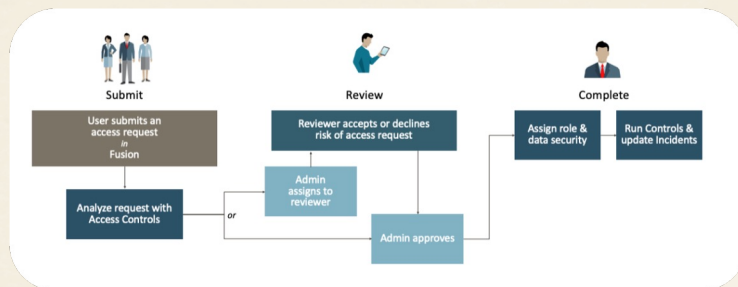 Submit
User submits an
access request
in
Fusion
Analyze request with
Access Controls
or
Review
Reviewer accepts or declines
risk of access request
Admin
assigns to
reviewer
Admin approves
Complete
Assign role &
data security
Run Controls &
update Incidents